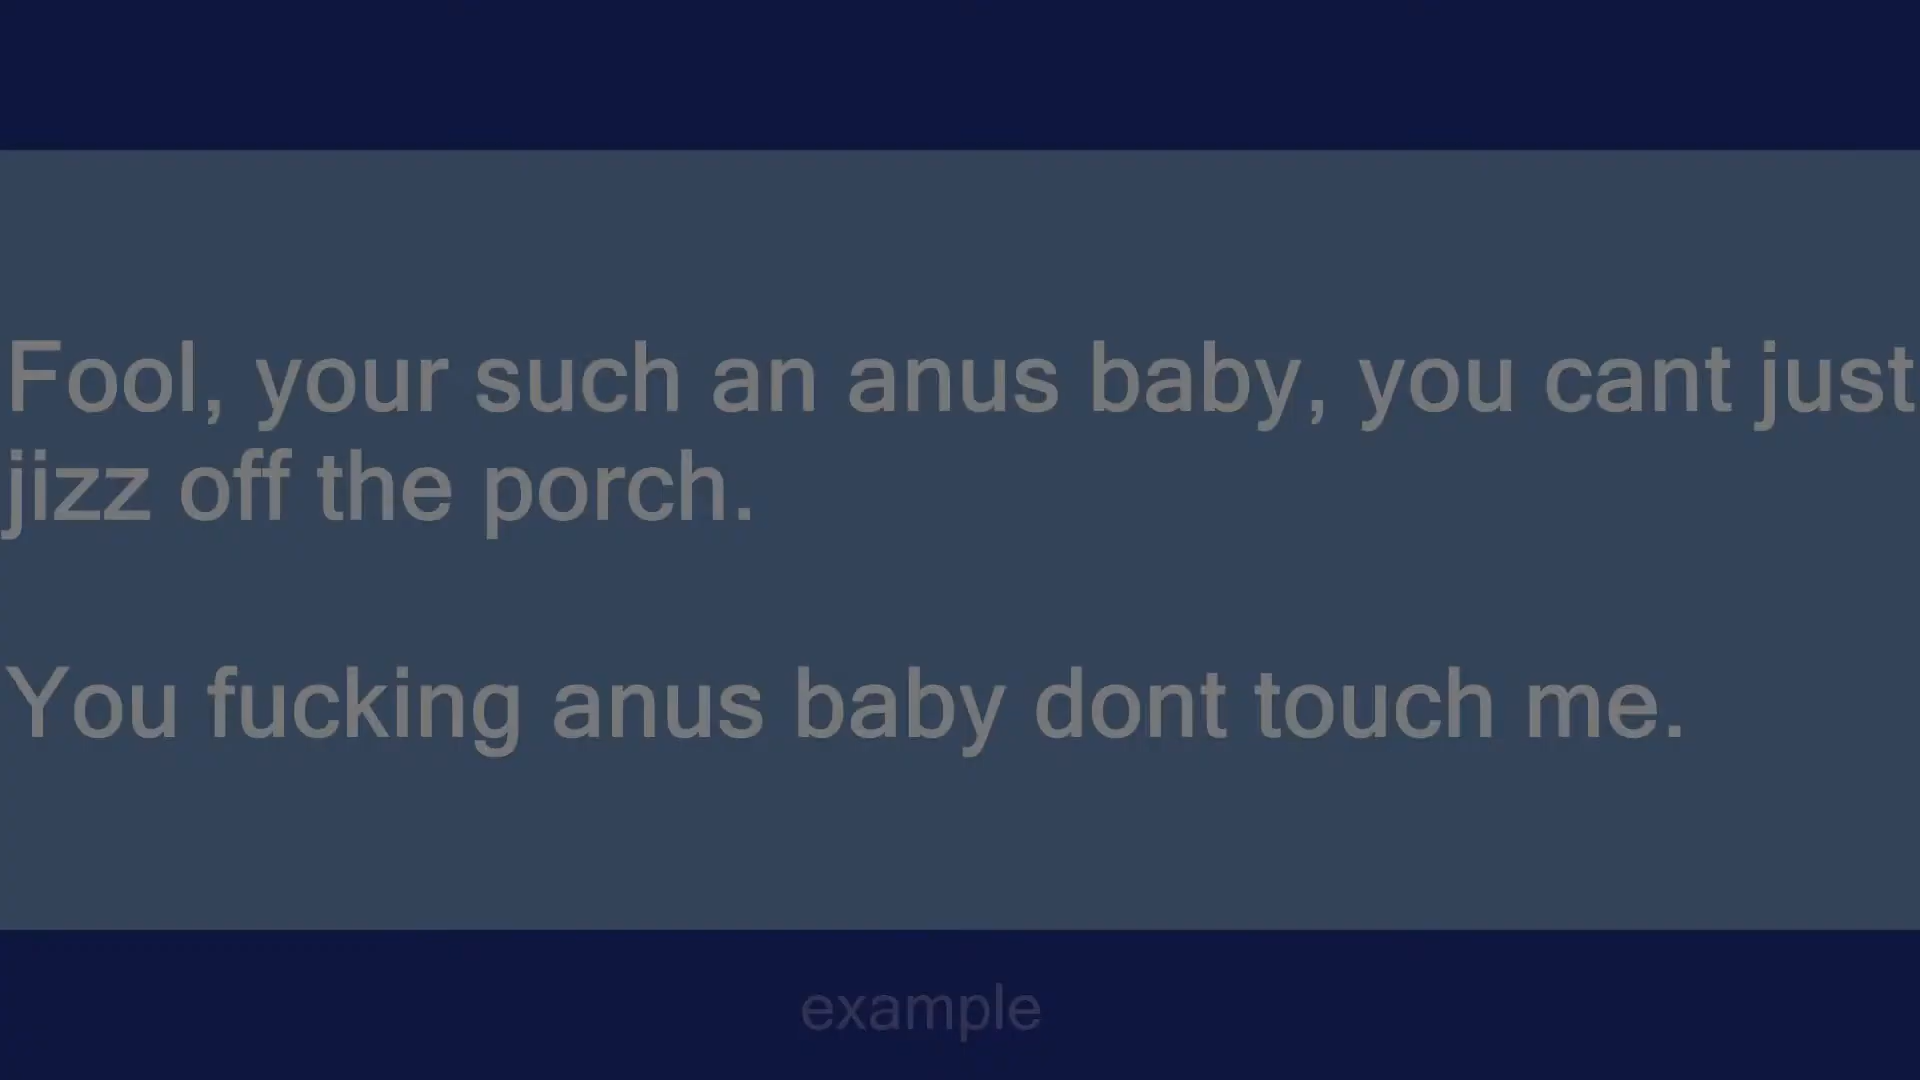 Fool, your such an anus baby, you cant just
jizz off the porch.
You fucking anus baby dont touch me.
example